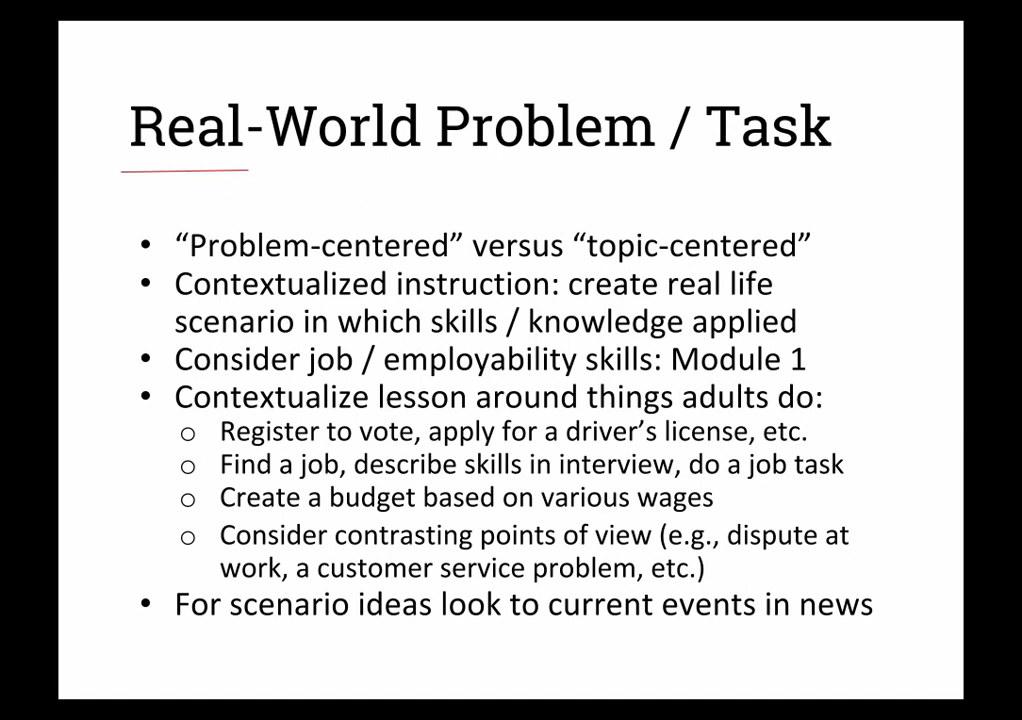 Real-World Problem / Task
• “Problem-centered” versus “topic-centered”
• Contextualized instruction: create real life
scenario in which skills / knowledge applied
• Consider job / employability skills: Module 1
• Contextualize lesson around things adults do:
o Register to vote, apply for a driver’s license, etc.
o Find a job, describe skills in interview, do a job task
o Create a budget based on various wages
o Consider contrasting points of view (e.g., dispute at
work, a customer service problem, etc.)
• For scenario ideas look to current events in news